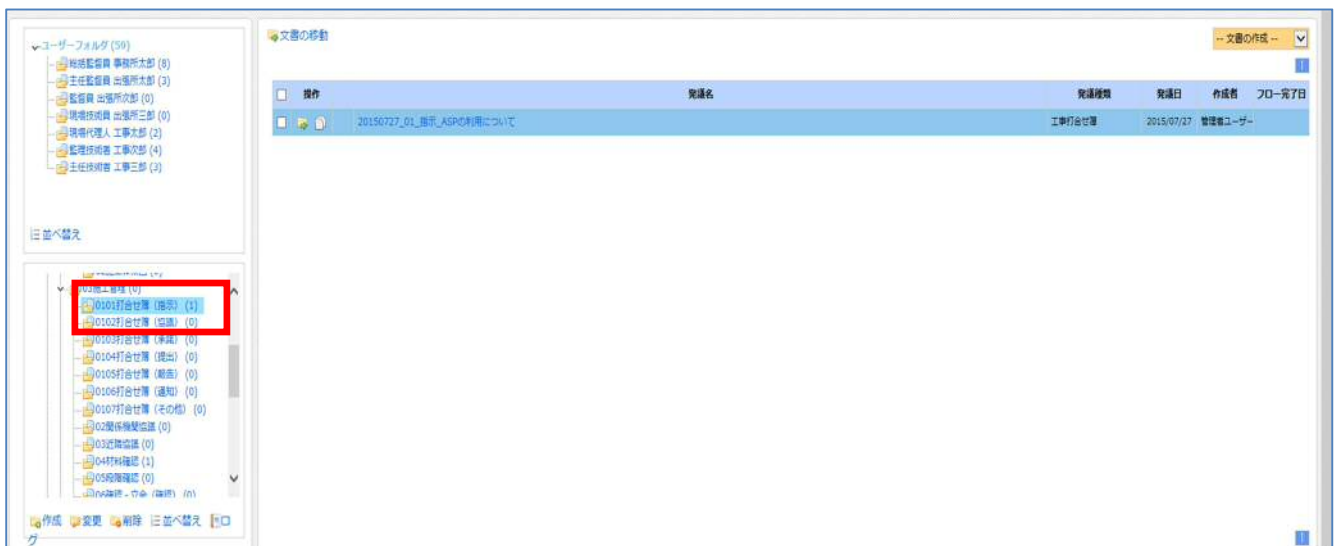 ユーザーフォルダ (59)
総括監督員 事務所太郎 (8)
主任監督員 出張所太郎 (3)
監督員 出張所次郎 (0)
現場技術員 出張所三郎 (0)
現場代理人 工事太郎 (2)
監理技術者 工事次郎 (4)
主任技術者 工事三郎 (3)
並べ替え
03施工管理 (0)
0101打合せ簿（指示）(1)
0102打合せ簿（協議）(0)
0103打合せ簿（承諾）(0)
0104打合せ簿（提出）(0)
0105打合せ簿（報告）(0)
0106打合せ簿（通知）(0)
0107打合せ簿（その他）(0)
02関係機関協議 (0)
03近隣協議 (0)
04材料確認 (1)
05段階確認 (0)
06確認・立会（確認）(0)
作成 変更 削除 並べ替え ロ
グ
文書の移動
-- 文書の作成 --
操作 発議名 発議種類 発議日 作成者 フロー完了日
20150727_01_指示_ASPの利用について 工事打合せ簿 2015/07/27 管理者ユーザー